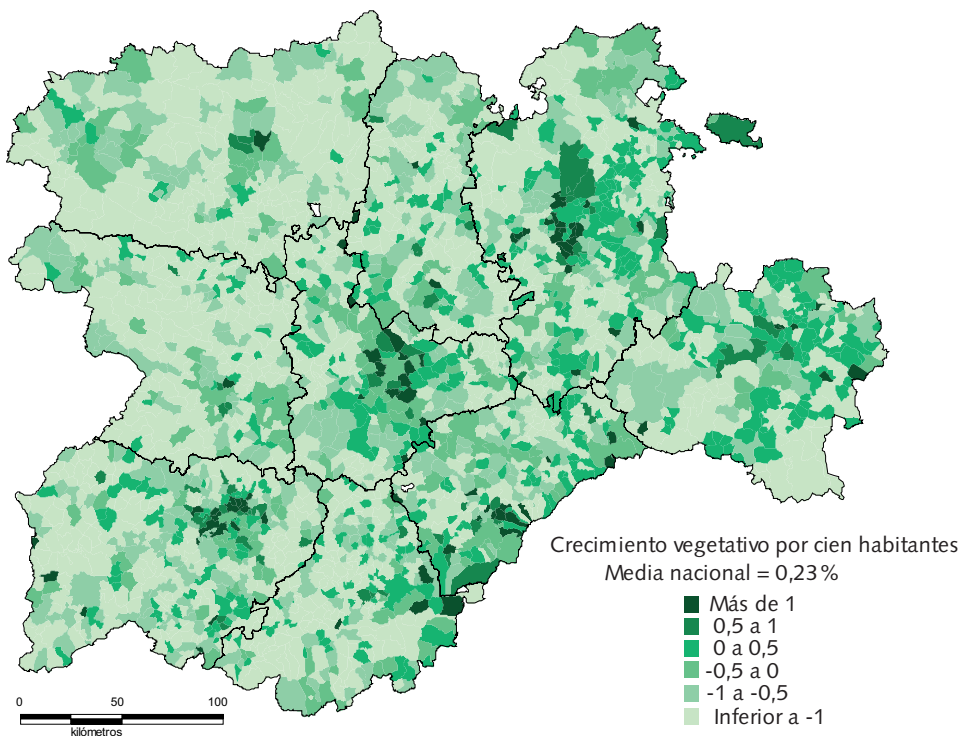 Crecimiento vegetativo por cien habitantes
Media nacional = 0,23%
Más de 1
0,5 a 1
0 a 0,5
-0,5 a 0
-1 a -0,5
Inferior a -1
0 50 100
kilómetros